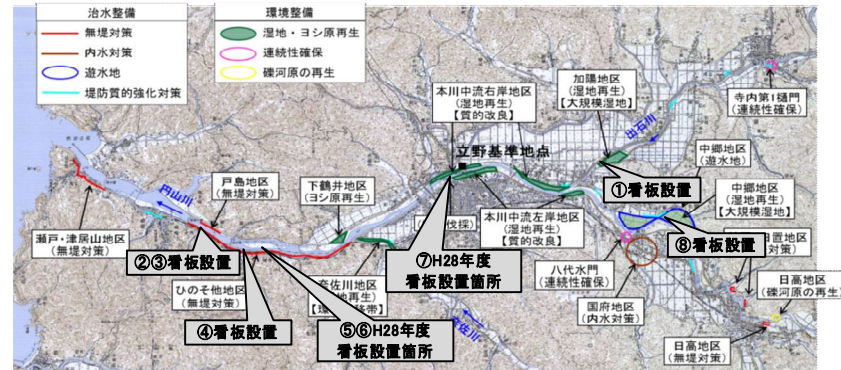 治水整備
無堤対策
内水対策
遊水地
堤防質的強化対策
環境整備
湿地・ヨシ原再生
連続性確保
礫河原の再生
本川中流右岸地区
(湿地再生)
【質的改良】
加陽地区
(湿地再生)
【大規模湿地】
寺内第1樋門
(連続性確保)
出石川
立野基準地点
中郷地区
(遊水地)
①看板設置
中郷地区
(湿地再生)
【大規模湿地】
戸島地区
(無堤対策)
下鶴井地区
(ヨシ原再生)
円山川
瀬戸・津居山地区
(無堤対策)
②③看板設置
ひのそ他地区
(無堤対策)
④看板設置
⑤⑥H28年度
看板設置箇所
⑦H28年度
看板設置箇所
本川中流左岸地区
(湿地再生)
【質的改良】
⑧看板設置
八代水門
(連続性確保)
国府地区
(内水対策)
日高地区
(礫河原の再生)
日高地区
(無堤対策)